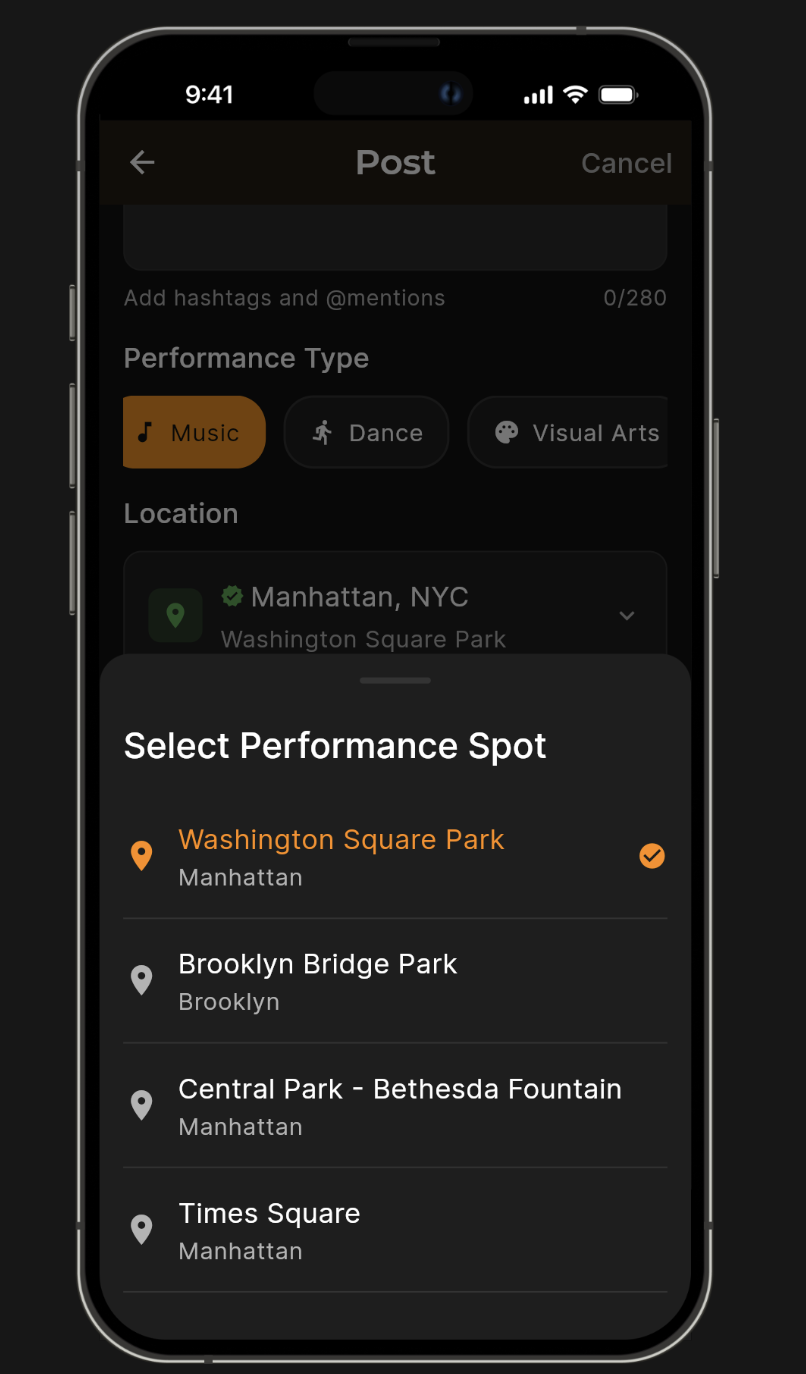 9:41
Post
Cancel
Add hashtags and @mentions
0/280
Performance Type
Music
Dance
Visual Arts
Location
Manhattan, NYC
Washington Square Park
Select Performance Spot
Washington Square Park
Manhattan
Brooklyn Bridge Park
Brooklyn
Central Park - Bethesda Fountain
Manhattan
Times Square
Manhattan